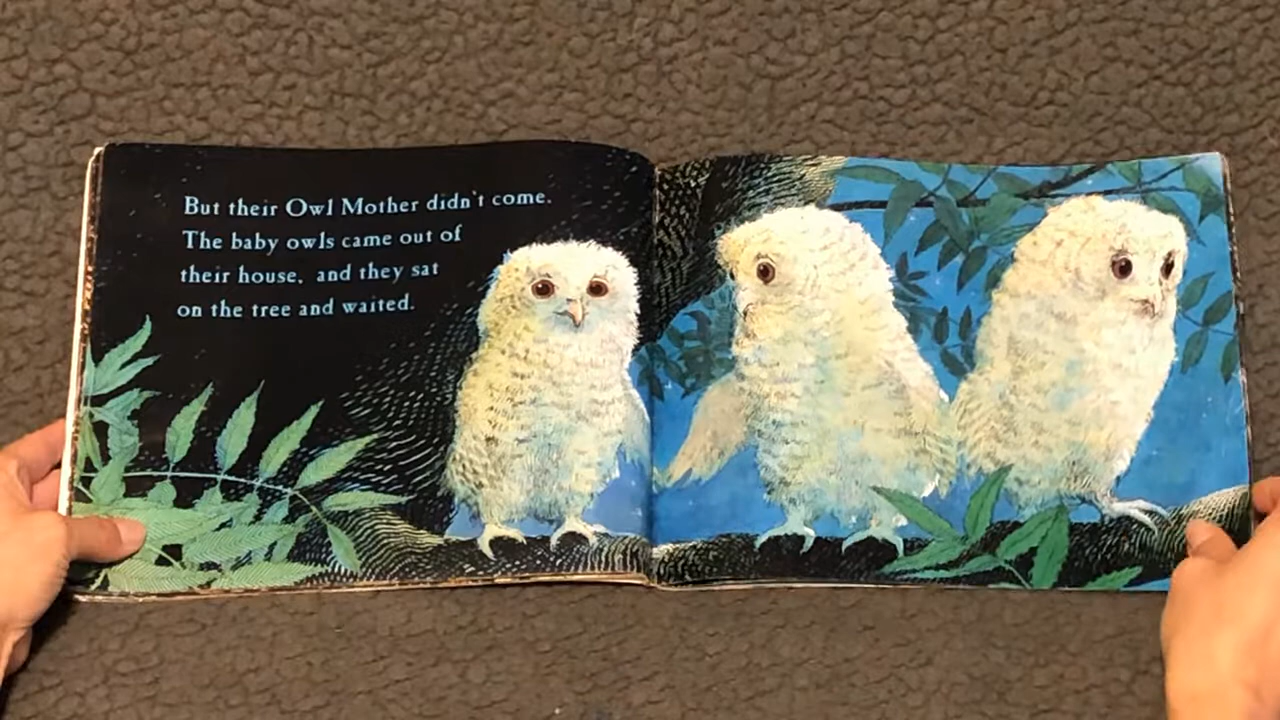 But their Owl Mother didn't come.
The baby owls came out of
their house, and they sat
on the tree and waited.